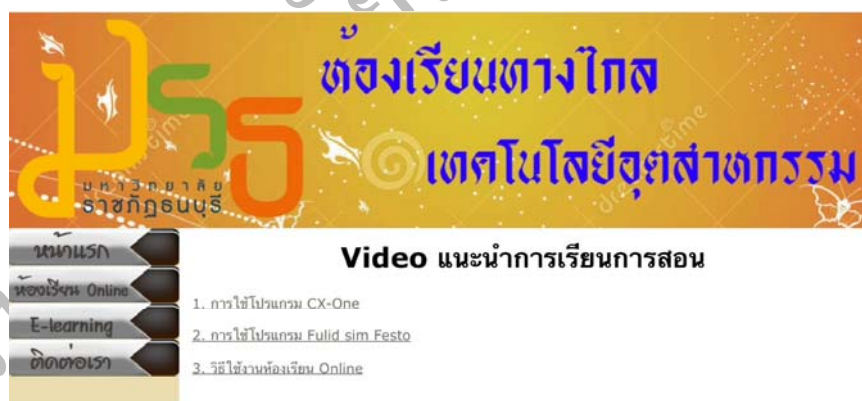 ห้องเรียนทางไกล
เทคโนโลยีอุตสาหกรรม
มรธ
มหาวิทยาลัย
ราชภัฏธนบุรี
dreamstime
หน้าแรก
ห้องเรียน Online
E-learning
ติดต่อเรา
Video แนะนำการเรียนการสอน
1. การใช้โปรแกรม CX-One
2. การใช้โปรแกรม Fulid sim Festo
3. วิธีใช้งานห้องเรียน Online